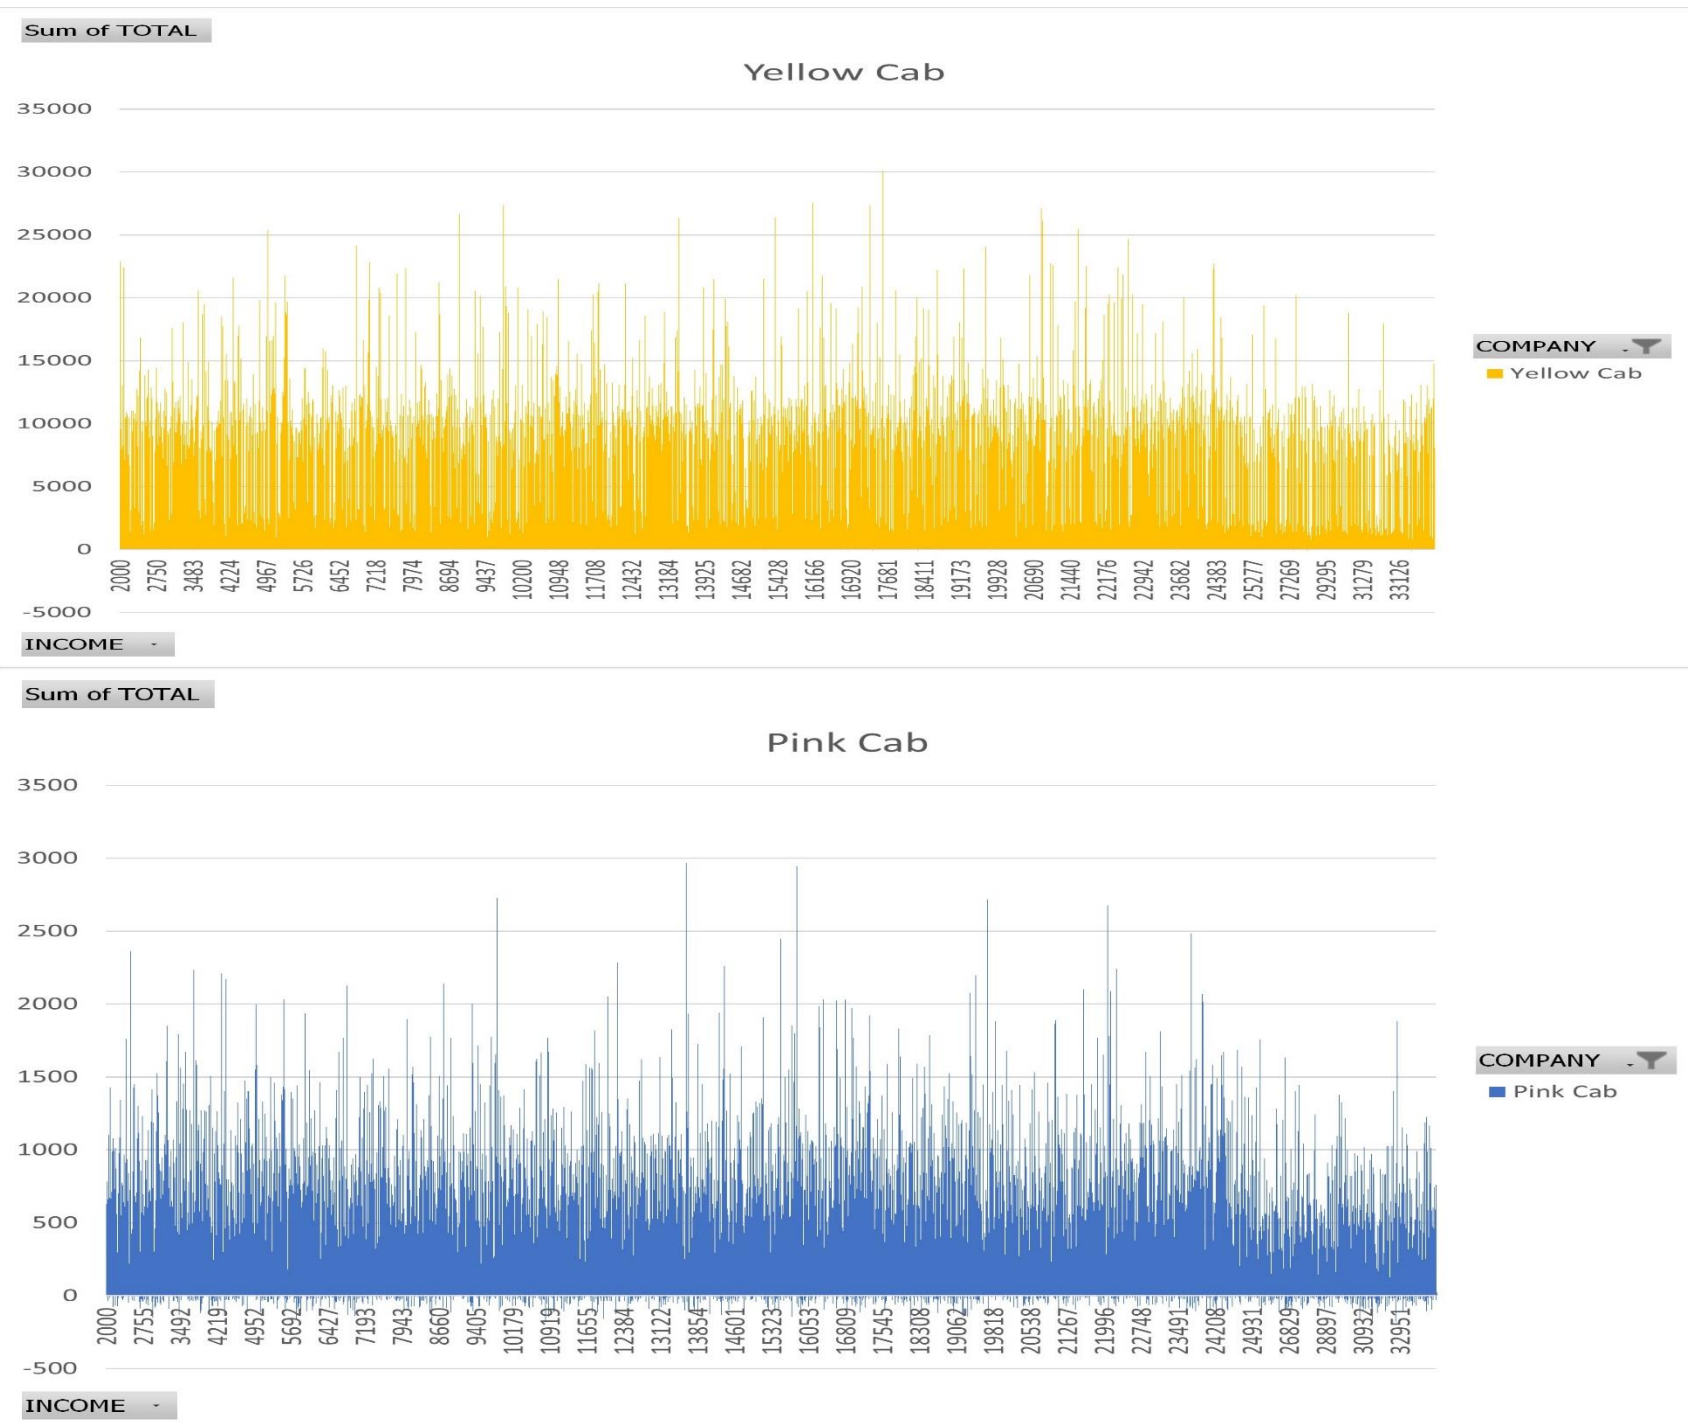 Sum of TOTAL
Yellow Cab
35000
30000
25000
20000
15000
10000
5000
0
-5000
2000 2750 3483 4224 4967 5726 6452 7218 7974 8694 9437 10200 10948 11708 12432 13184 13925 14682 15428 16166 16920 17681 18411 19173 19928 20690 21440 22176 22942 23682 24383 25277 27269 29295 31279 33126
COMPANY
Yellow Cab
INCOME
Sum of TOTAL
Pink Cab
3500
3000
2500
2000
1500
1000
500
0
-500
2000 2755 3492 4219 4952 5692 6427 7193 7943 8660 9405 10179 10919 11655 12384 13122 13854 14601 15323 16053 16809 17545 18308 19062 19818 20538 21267 21996 22748 23491 24208 24931 26829 28897 30932 32951
COMPANY
Pink Cab
INCOME